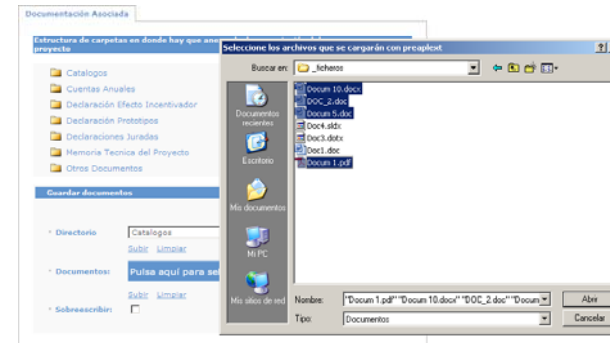 Documentación Asociada
Estructura de carpetas en donde hay que
proyecto
Catalogos
Cuentas Anuales
Declaración Efecto Incentivador
Declaración Prototipos
Declaraciones Juradas
Memoria Tecnica del Proyecto
Otros Documentos
Guardar documentos
* Directorio
Catalogos
Subir Limpiar
* Documentos:
Pulsa aquí para
Subir Limpiar
* Sobreescribir:
Seleccione los archivos que se cargarán con preaplext
Buscar en:
_ficheros
Documentos
recientes
Escritorio
Mis documentos
Mi PC
Mis sitios de red
Docum 10.docx
DOC_2.doc
Docum 5.doc
Doc4.sldx
Doc3.dotx
Doc1.doc
Docum 1.pdf
Nombre:
"Docum 1.pdf" "Docum 10.docx" "DOC_2.doc" "Docum
Abrir
Tipo:
Documentos
Cancelar